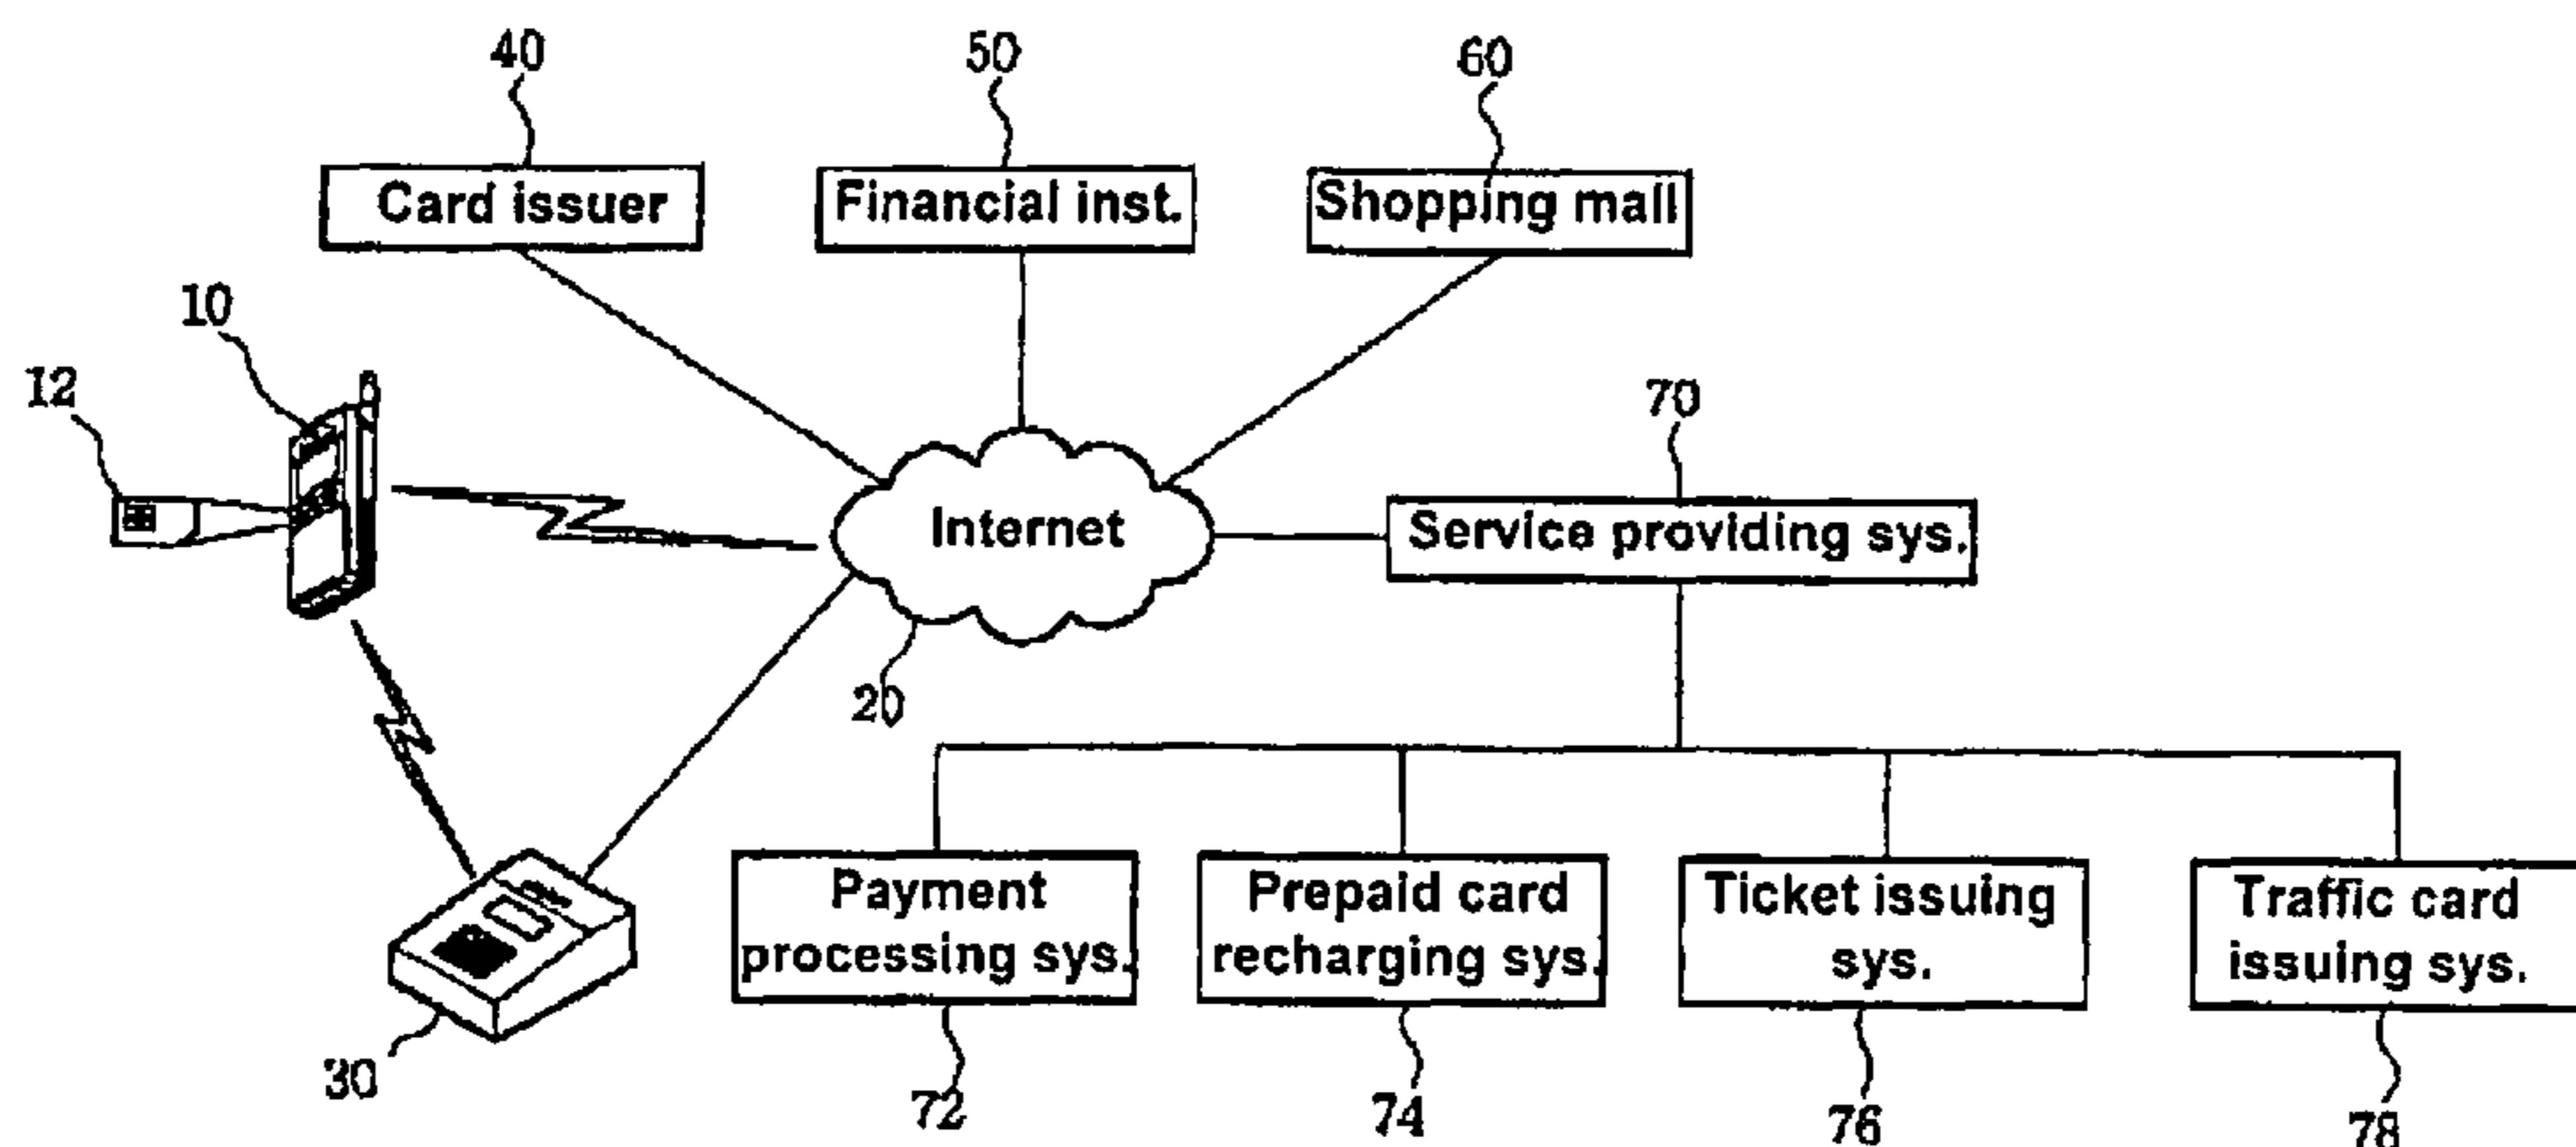 40
50
60
Card issuer
Financial inst.
Shopping mall
10
12
70
Internet
Service providing sys.
20
Payment
processing sys.
Prepaid card
recharging sys.
Ticket issuing
sys.
Traffic card
issuing sys.
30
72
74
76
78